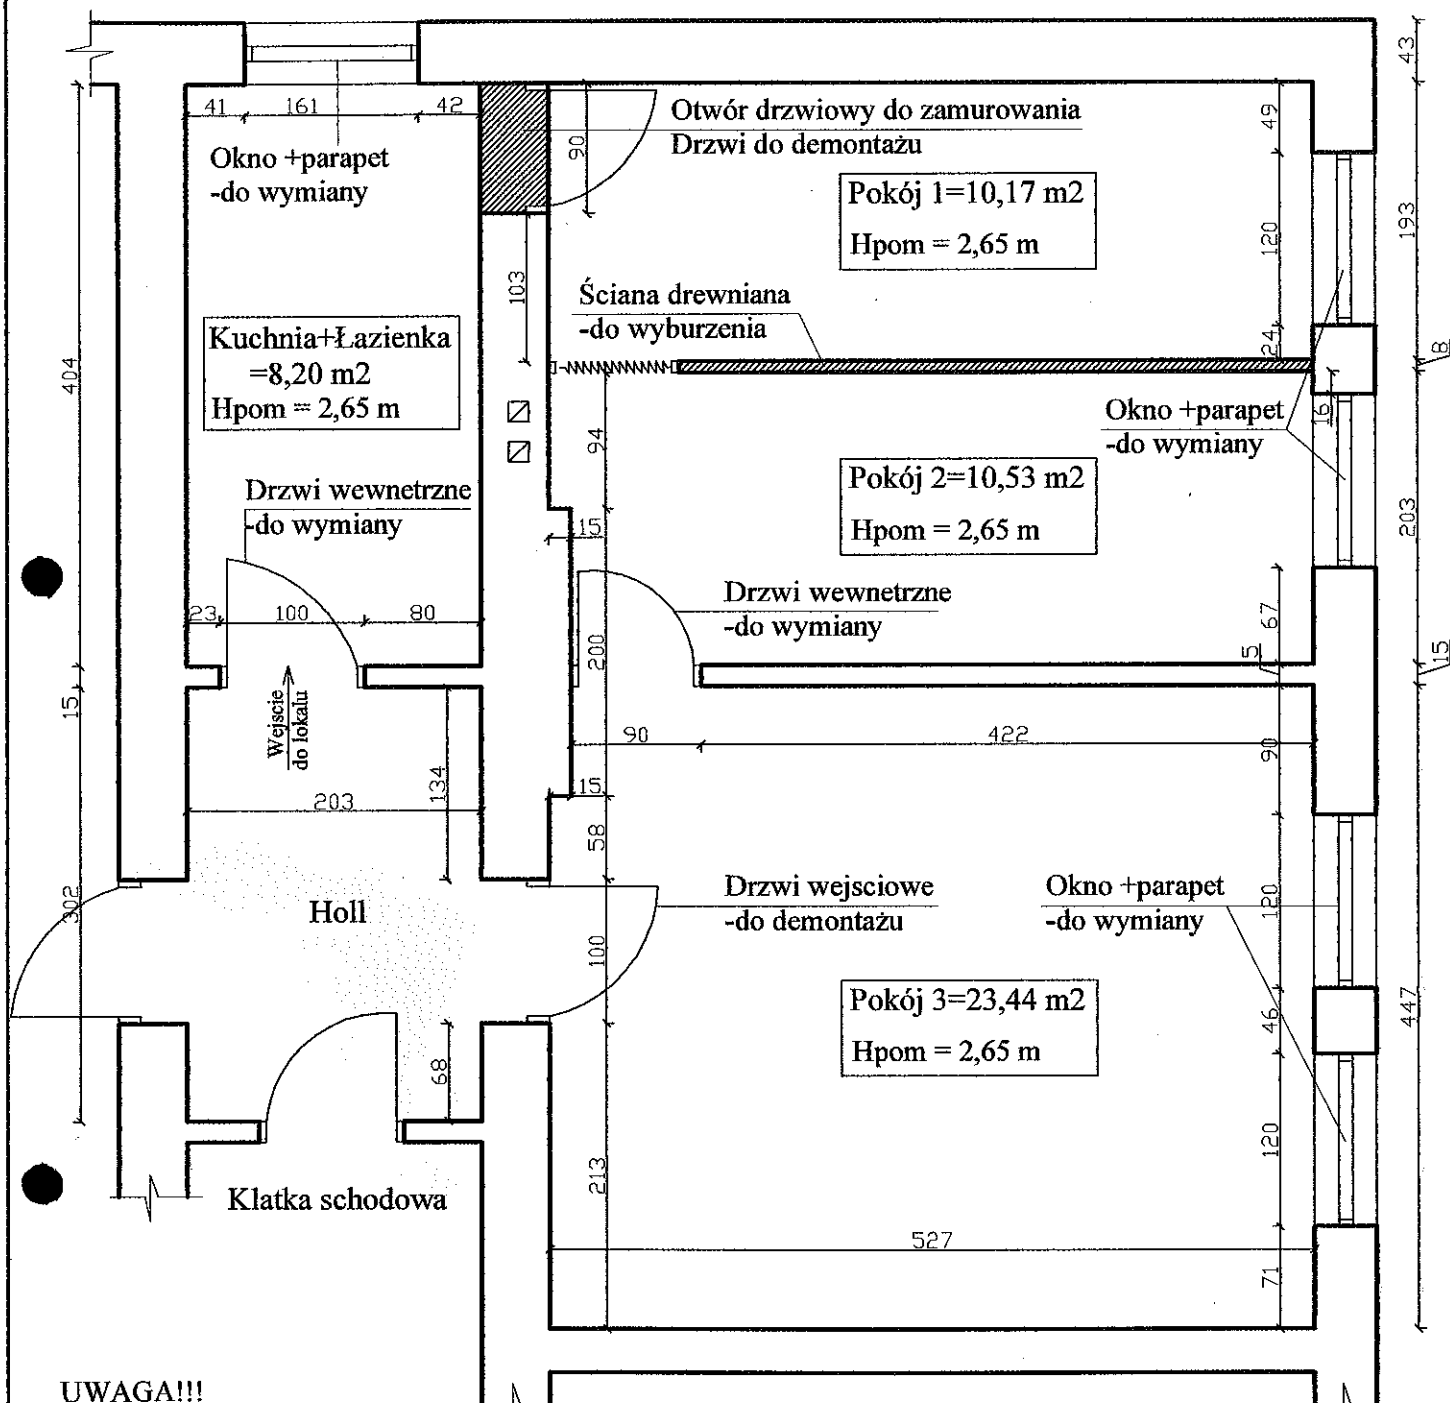 43
41 161 42
49
Otwór drzwiowy do zamurowania
Drzwi do demontażu
90
Okno +parapet
-do wymiany
Pokój 1=10,17 m2
Hpom = 2,65 m
193
120
103
Ściana drewniana
-do wyburzenia
24
8
Kuchnia+Łazienka
=8,20 m2
Hpom = 2,65 m
404
Okno +parapet
-do wymiany
16
94
Pokój 2=10,53 m2
Hpom = 2,65 m
Drzwi wewnetrzne
-do wymiany
15
203
Drzwi wewnetrzne
-do wymiany
23 100 80
67
200
5
15
15
Wejscie
do lokalu
90 422
90
134
15
203
58
302
Holl
Drzwi wejsciowe
-do demontażu
Okno +parapet
-do wymiany
120
100
Pokój 3=23,44 m2
Hpom = 2,65 m
447
46
68
120
213
Klatka schodowa
527
71
UWAGA!!!